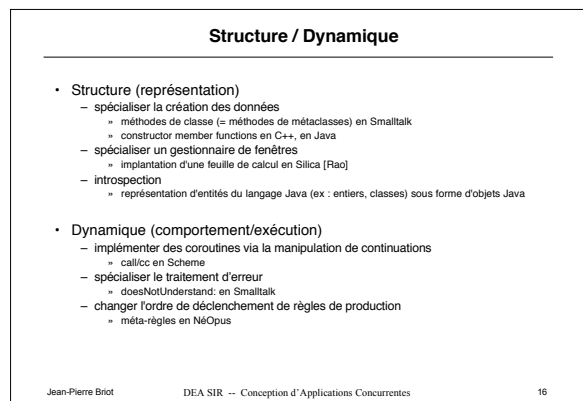 Structure / Dynamique
• Structure (représentation)
– spécialiser la création des données
» méthodes de classe (= méthodes de métaclasses) en Smalltalk
» constructor member functions en C++, en Java
– spécialiser un gestionnaire de fenêtres
» implantation d'une feuille de calcul en Silica [Rao]
– introspection
» représentation d'entités du langage Java (ex : entiers, classes) sous forme d'objets Java
• Dynamique (comportement/exécution)
– implémenter des coroutines via la manipulation de continuations
» call/cc en Scheme
– spécialiser le traitement d'erreur
» doesNotUnderstand: en Smalltalk
– changer l'ordre de déclenchement de règles de production
» méta-règles en NéOpus
Jean-Pierre Briot DEA SIR -- Conception d'Applications Concurrentes 16